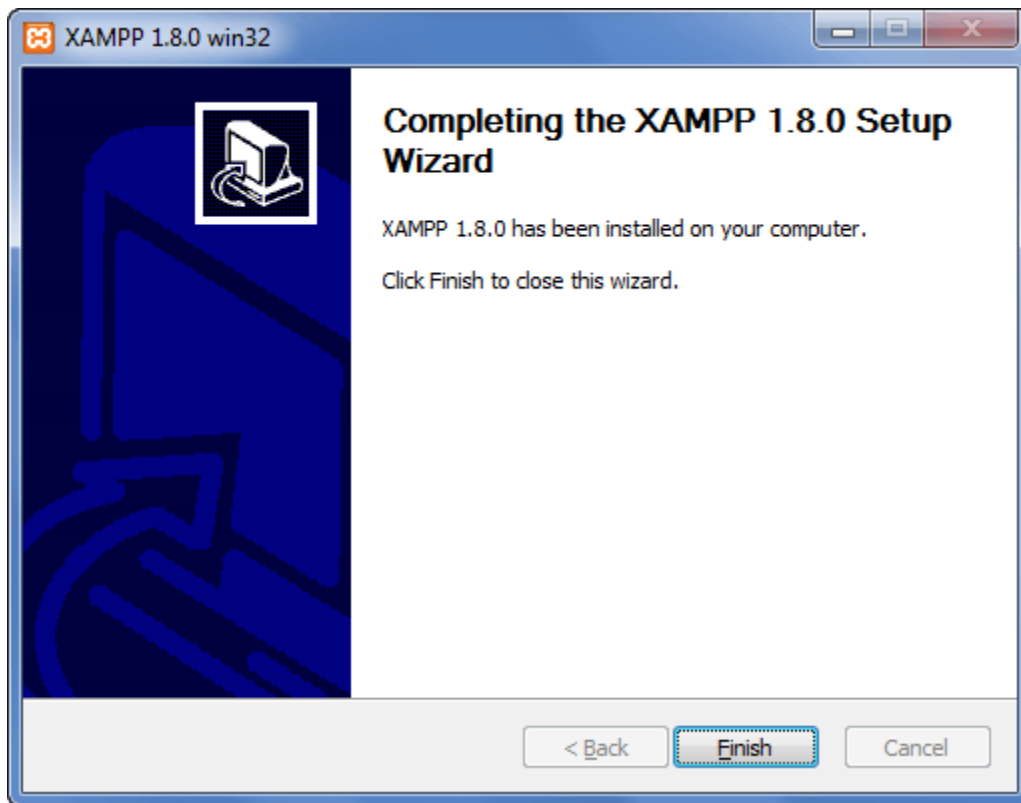 XAMPP 1.8.0 win32
Completing the XAMPP 1.8.0 Setup
Wizard
XAMPP 1.8.0 has been installed on your computer.
Click Finish to close this wizard.
< Back
Finish
Cancel